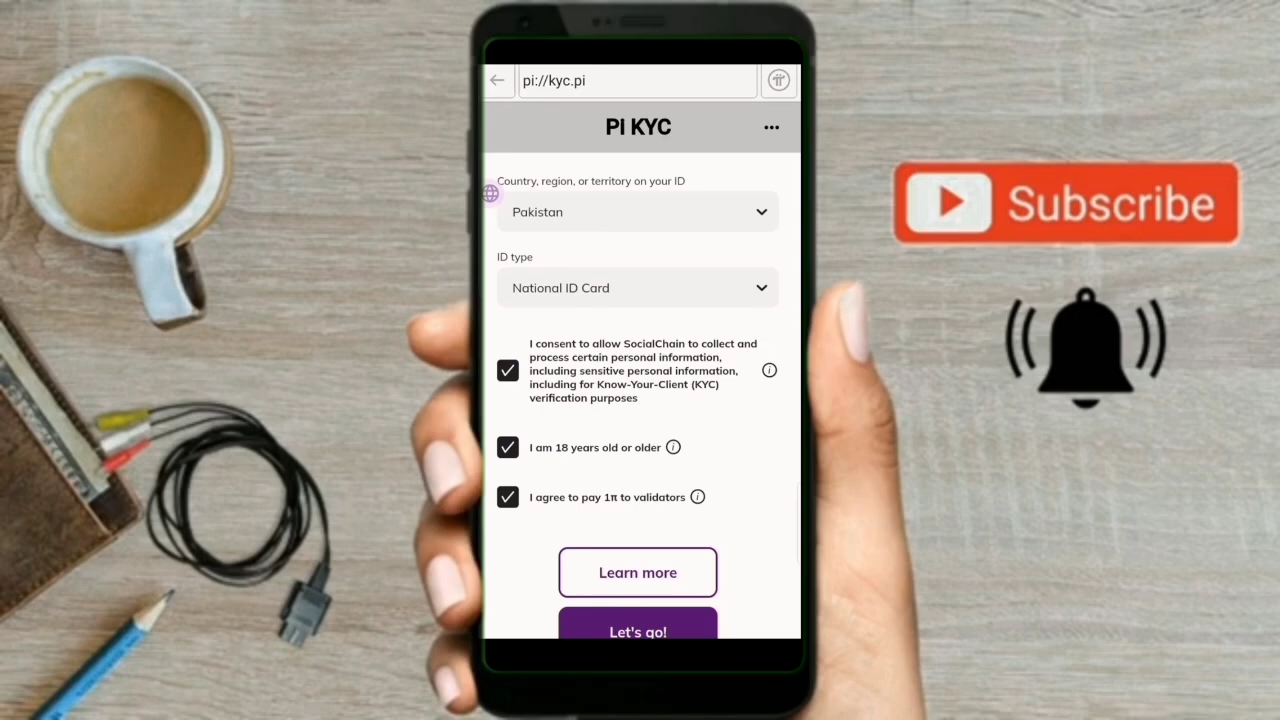 pi://kyc.pi
Pi KYC
Country, region, or territory on your ID
Pakistan
ID type
National ID Card
I consent to allow SocialChain to collect and
process certain personal information,
including sensitive personal information,
including for Know-Your-Client (KYC)
verification purposes
I am 18 years old or older
I agree to pay 1π to validators
Learn more
Let's go!
Subscribe